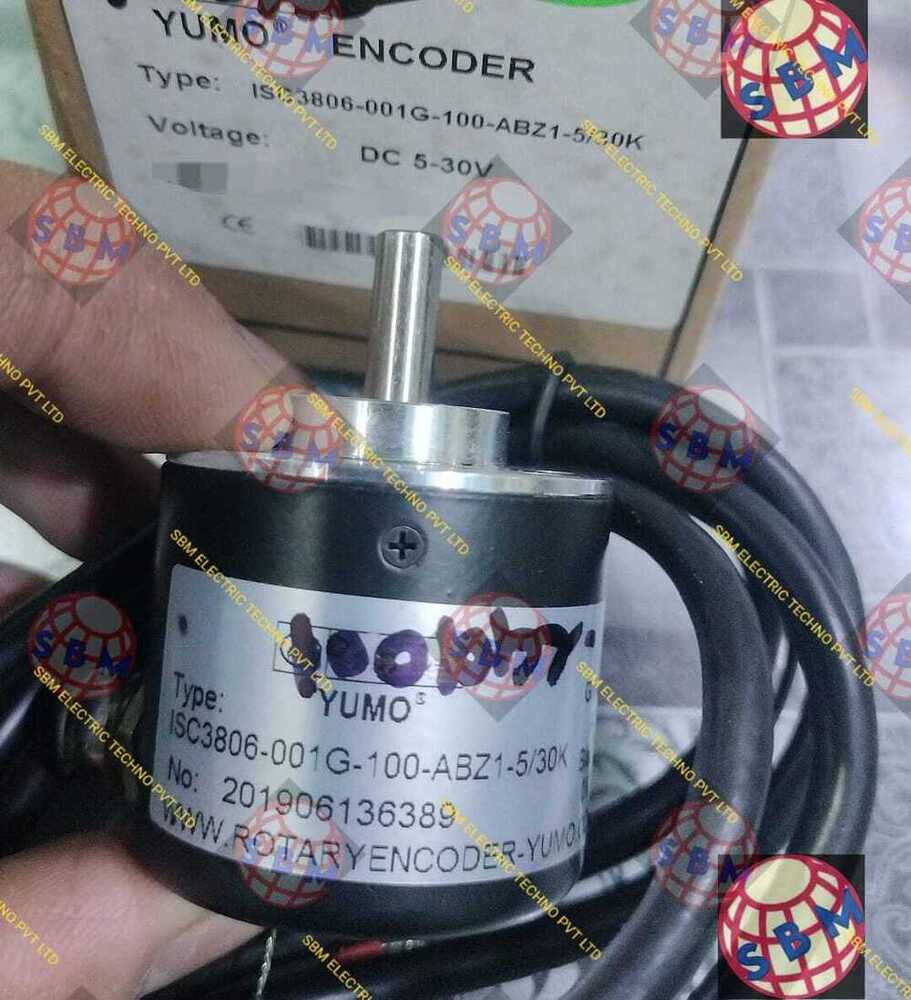 YUMO® ENCODER
Type: ISC3806-001G-100-ABZ1-5/30K
Voltage: DC 5-30V
CE
SBM
SBM ELECTRIC TECHNO PVT LTD
YUMO®
Type:
ISC3806-001G-100-ABZ1-5/30K
No: 201906136389
WWW.ROTARYENCODER-YUMO